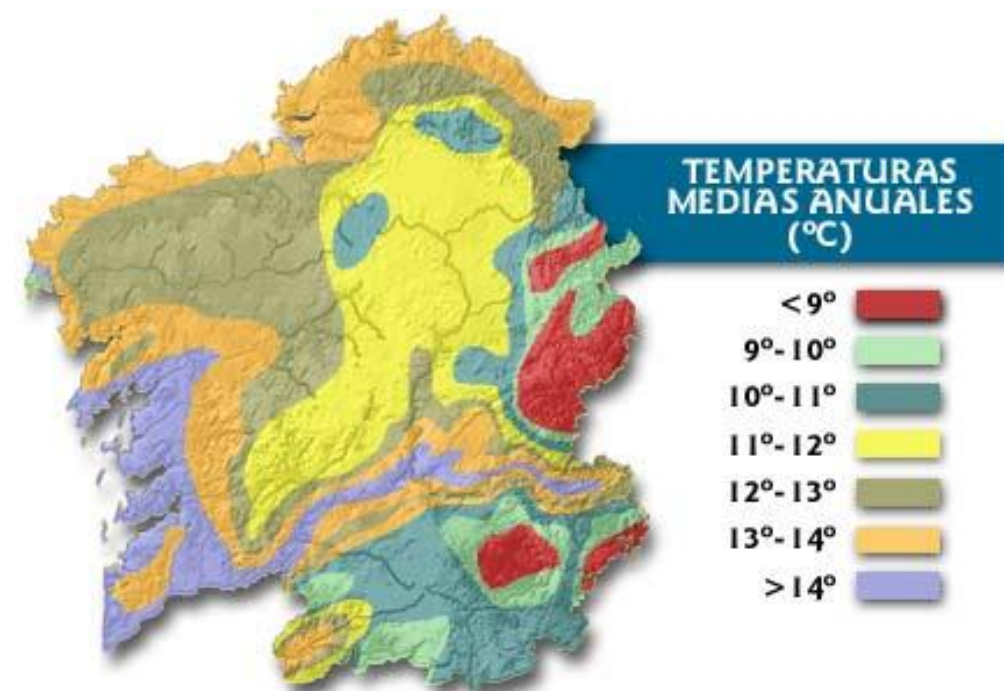 TEMPERATURAS
MEDIAS ANUALES
(ºC)
<9º
9º-10º
10º-11º
11º-12º
12º-13º
13º-14º
>14º